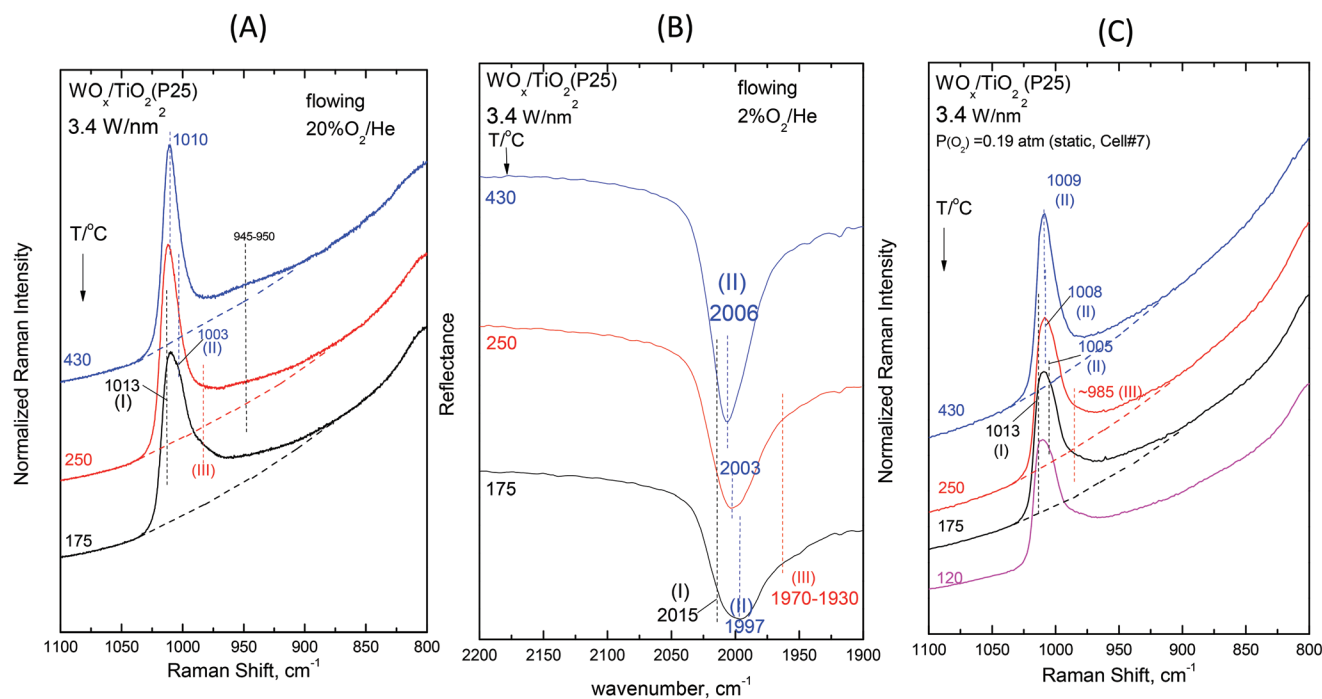 (A)
WOx/TiO2(P25)
3.4 W/nm2
flowing
20%O2/He
T/°C
1010
945-950
430
1003
(II)
1013
(I)
250
(III)
175
Normalized Raman Intensity
1100 1050 1000 950 900 850 800
Raman Shift, cm-1
(B)
WOx/TiO2(P25)
3.4 W/nm2
flowing
2%O2/He
T/°C
430
(II)
2006
250
2003
175
(I)
2015
(II)
1997
(III)
1970-1930
Reflectance
2200 2150 2100 2050 2000 1950 1900
wavenumber, cm-1
(C)
WOx/TiO2(P25)
3.4 W/nm2
P(O2) =0.19 atm (static, Cell#7)
T/°C
1009
(II)
1008
(II)
1005
(II)
~985 (III)
430
1013
(I)
250
175
120
Normalized Raman Intensity
1100 1050 1000 950 900 850 800
Raman Shift, cm-1